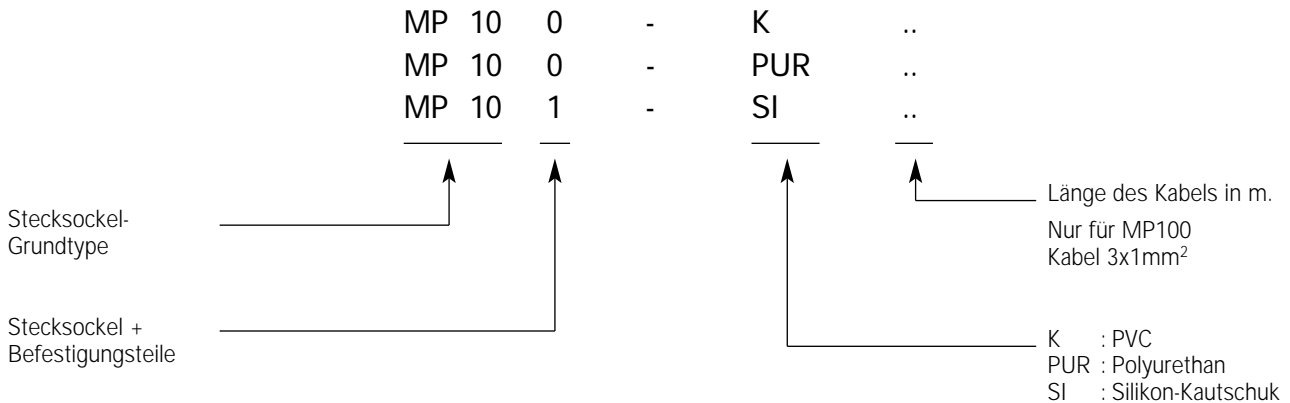 MP 10 0 - K ..
MP 10 0 - PUR ..
MP 10 1 - SI ..
Stecksockel-
Grundtype
Stecksockel +
Befestigungsteile
Länge des Kabels in m.
Nur für MP100
Kabel 3x1mm²
K : PVC
PUR : Polyurethan
SI : Silikon-Kautschuk